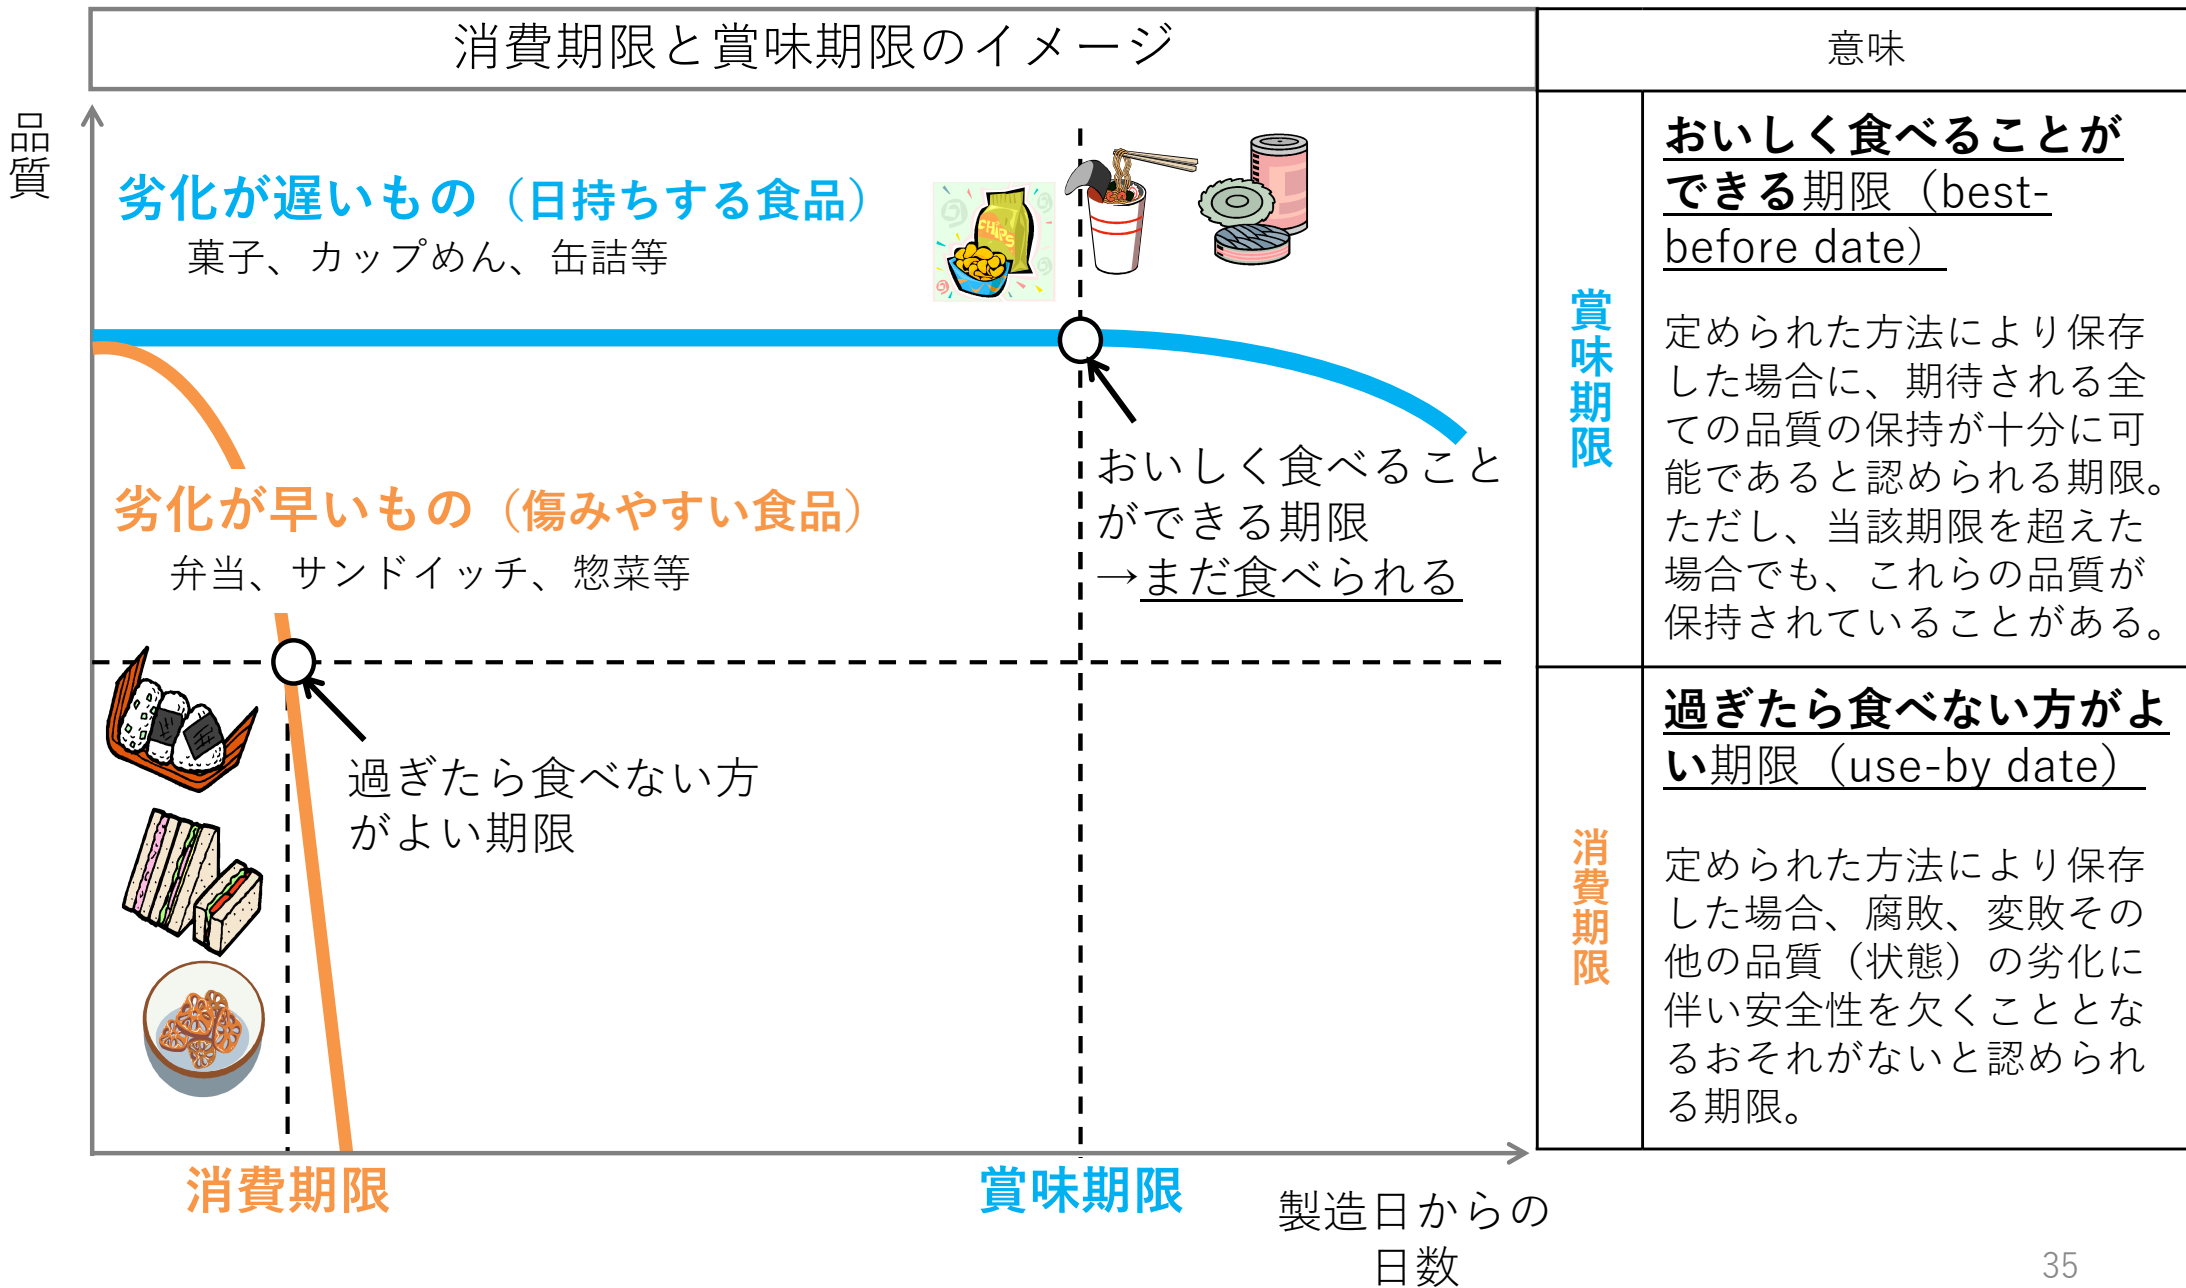 消費期限と賞味期限のイメージ
意味
品質
劣化が遅いもの（日持ちする食品）
菓子、カップめん、缶詰等
CHIPS
おいしく食べること
ができる期限
→まだ食べられる
劣化が早いもの（傷みやすい食品）
弁当、サンドイッチ、惣菜等
過ぎたら食べない方
がよい期限
消費期限
賞味期限
製造日からの
日数
賞味期限
おいしく食べることが
できる期限（best-
before date）
定められた方法により保存
した場合に、期待される全
ての品質の保持が十分に可
能であると認められる期限。
ただし、当該期限を超えた
場合でも、これらの品質が
保持されていることがある。
消費期限
過ぎたら食べない方がよ
い期限（use-by date）
定められた方法により保存
した場合、腐敗、変敗その
他の品質（状態）の劣化に
伴い安全性を欠くこととな
るおそれがないと認められ
る期限。
35